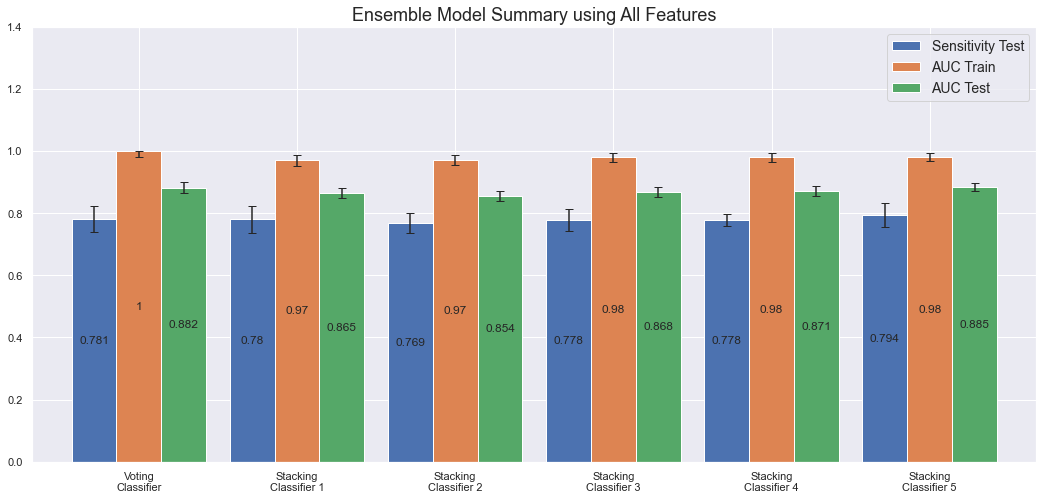 Ensemble Model Summary using All Features
1.4
1.2
1.0
0.8
0.6
0.4
0.2
0.0
Sensitivity Test
AUC Train
AUC Test
0.781
1
0.882
0.78
0.97
0.865
0.769
0.97
0.854
0.778
0.98
0.868
0.778
0.98
0.871
0.794
0.98
0.885
Voting
Classifier
Stacking
Classifier 1
Stacking
Classifier 2
Stacking
Classifier 3
Stacking
Classifier 4
Stacking
Classifier 5